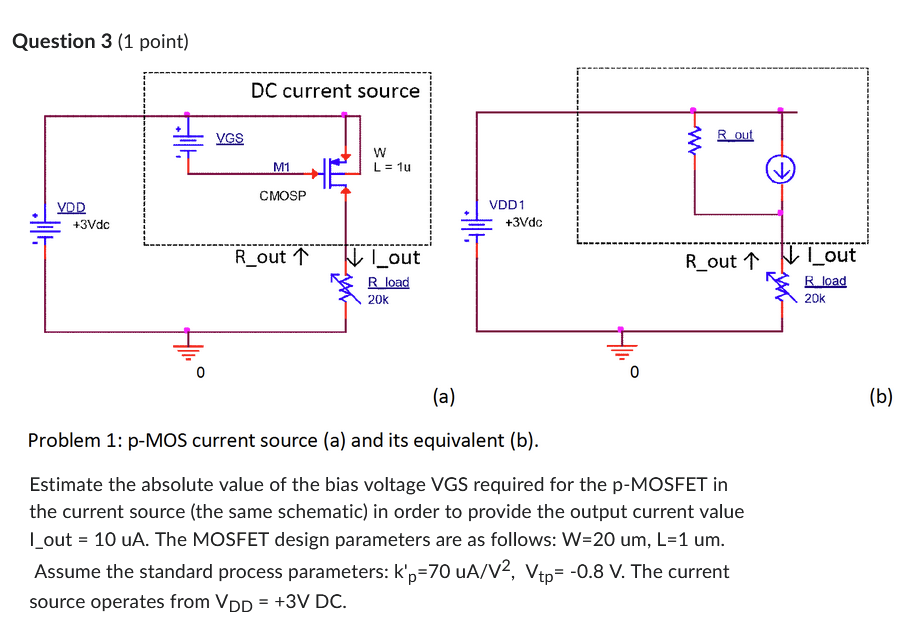 Question 3 (1 point)
DC current source
VGS
W
L = 1u
M1
CMOSP
VDD
+3Vdc
R_out ↑
↓ I_out
R_load
20k
0
(a)
R_out
VDD1
+3Vdc
R_out ↑
↓ I_out
R_load
20k
0
(b)
Problem 1: p-MOS current source (a) and its equivalent (b).
Estimate the absolute value of the bias voltage VGS required for the p-MOSFET in
the current source (the same schematic) in order to provide the output current value
I_out = 10 uA. The MOSFET design parameters are as follows: W=20 um, L=1 um.
Assume the standard process parameters: k'p=70 uA/V², Vtp= -0.8 V. The current
source operates from VDD = +3V DC.